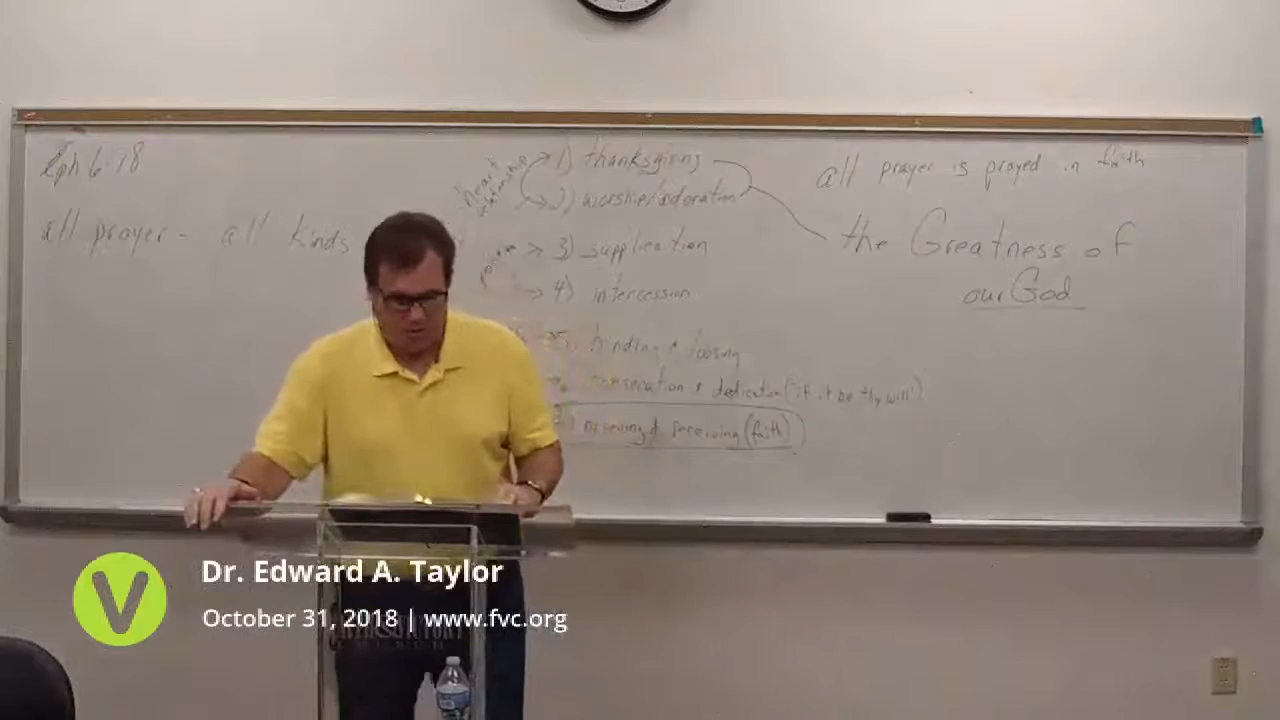 Eph 6:18
all prayer - all kinds
heart
relationship
1) thanksgiving
2) worship/adoration
3) supplication
4) intercession
binding & loosing
consecration & dedication ("if it be thy will")
receiving (faith)
all prayer is prayed in faith
the Greatness of
our God
V
Dr. Edward A. Taylor
October 31, 2018 | www.fvc.org